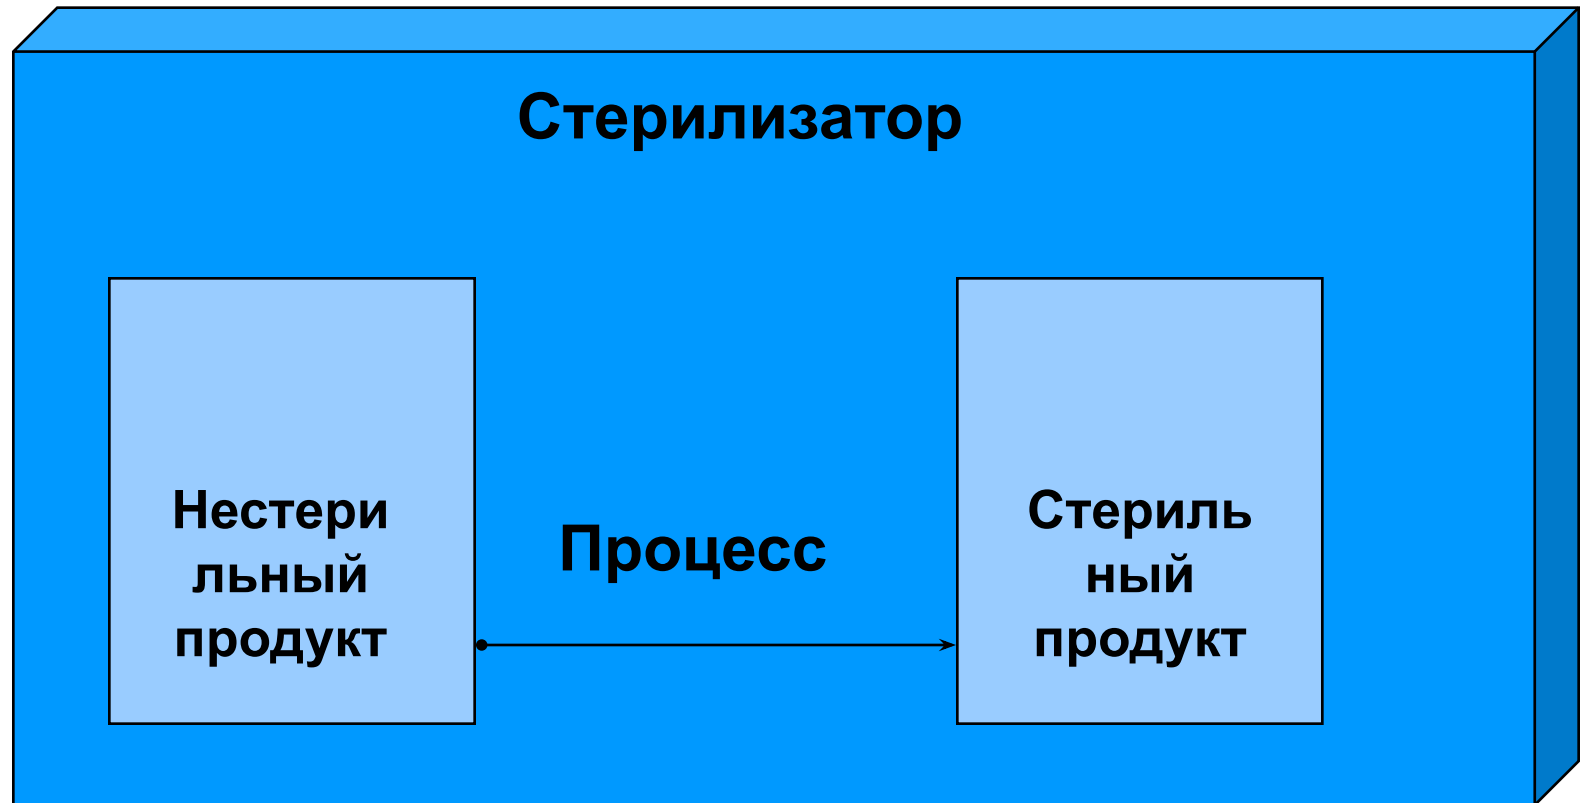 Стерилизатор
Нестери
льный
продукт
Процесс
Стериль
ный
продукт